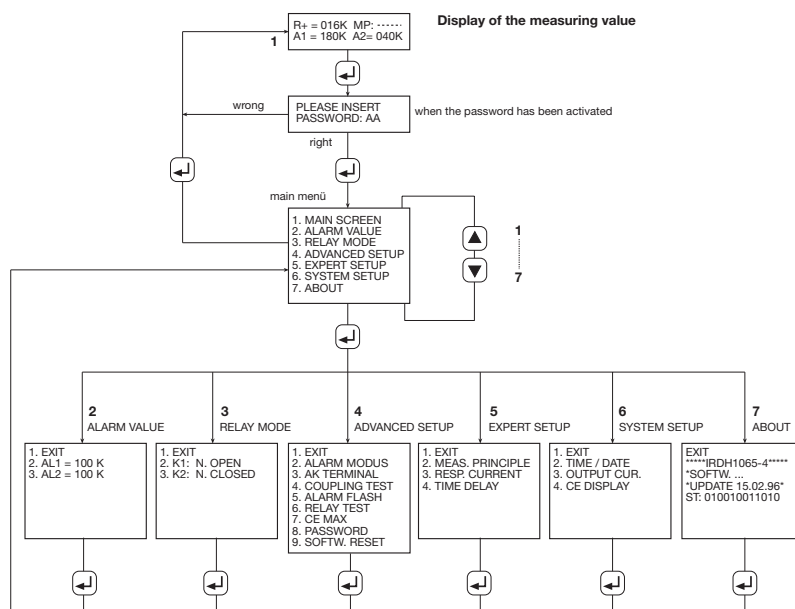 R+ = 016K MP: -----
A1 = 180K A2= 040K
Display of the measuring value
1
wrong
PLEASE INSERT
PASSWORD: AA
when the password has been activated
right
main menü
1. MAIN SCREEN
2. ALARM VALUE
3. RELAY MODE
4. ADVANCED SETUP
5. EXPERT SETUP
6. SYSTEM SETUP
7. ABOUT
1
7
2
ALARM VALUE
1. EXIT
2. AL1 = 100 K
3. AL2 = 100 K
3
RELAY MODE
1. EXIT
2. K1: N. OPEN
3. K2: N. CLOSED
4
ADVANCED SETUP
1. EXIT
2. ALARM MODUS
3. AK TERMINAL
4. COUPLING TEST
5. ALARM FLASH
6. RELAY TEST
7. CE MAX
8. PASSWORD
9. SOFTW. RESET
5
EXPERT SETUP
1. EXIT
2. MEAS. PRINCIPLE
3. RESP. CURRENT
4. TIME DELAY
6
SYSTEM SETUP
1. EXIT
2. TIME / DATE
3. OUTPUT CUR.
4. CE DISPLAY
7
ABOUT
EXIT
*****IRDH1065-4*****
*SOFTW. ...
*UPDATE 15.02.96*
ST: 010010011010